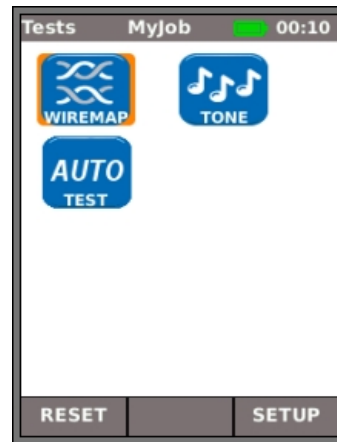 Tests MyJob 00:10
WIREMAP TONE
AUTO
TEST
RESET SETUP